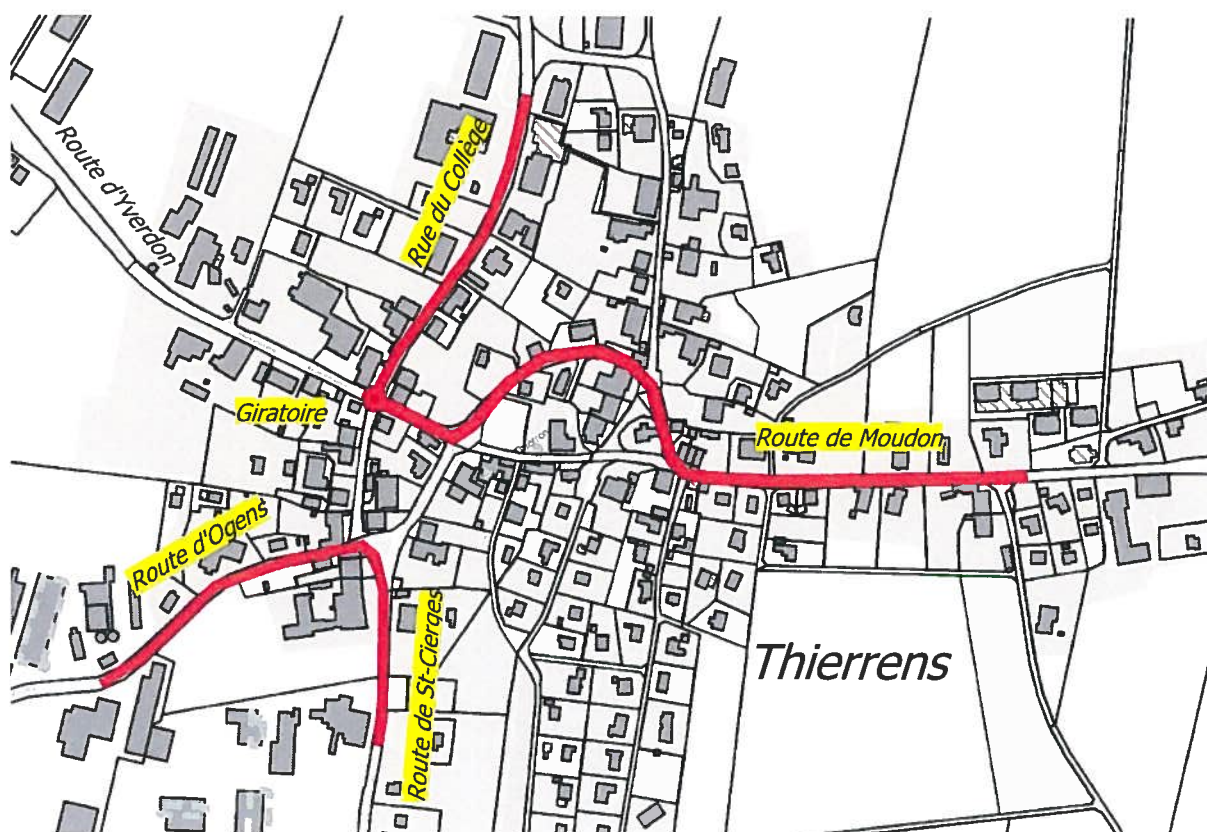 Route d'Yverdon
Rue du Collège
Giratoire
Route de Moudon
Route d'Ogens
Route de St-Cierges
Thierrens